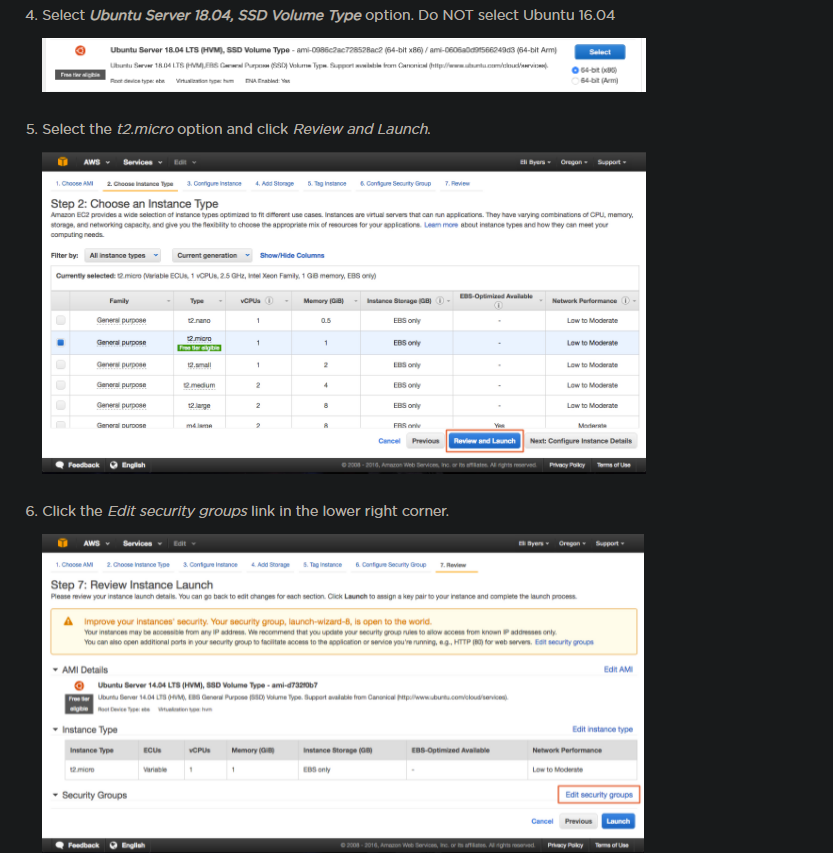 4. Select Ubuntu Server 18.04, SSD Volume Type option. Do NOT select Ubuntu 16.04
Ubuntu Server 18.04 LTS (HVM), SSD Volume Type - ami-0986c2ac728528ac2 (64-bit x86) / ami-0606a0d9f566249d3 (64-bit Arm)
Select
Free tier eligible
Ubuntu Server 18.04 LTS (HVM),EBS General Purpose (SSD) Volume Type. Support available from Canonical (http://www.ubuntu.com/cloud/services).
64-bit (x86)
Root device type: ebs Virtualization type: hvm ENA Enabled: Yes
64-bit (Arm)
5. Select the t2.micro option and click Review and Launch.
AWS Services Edit Eli Byers Oregon Support
1. Choose AMI 2. Choose Instance Type 3. Configure Instance 4. Add Storage 5. Tag Instance 6. Configure Security Group 7. Review
Step 2: Choose an Instance Type
Amazon EC2 provides a wide selection of instance types optimized to fit different use cases. Instances are virtual servers that can run applications. They have varying combinations of CPU, memory,
storage, and networking capacity, and give you the flexibility to choose the appropriate mix of resources for your applications. Learn more about instance types and how they can meet your
computing needs.
Filter by: All instance types Current generation Show/Hide Columns
Currently selected: t2.micro (Variable ECUs, 1 vCPUs, 2.5 GHz, Intel Xeon Family, 1 GiB memory, EBS only)
Family Type vCPUs Memory (GiB) Instance Storage (GB) EBS-Optimized Available Network Performance
General purpose t2.nano 1 0.5 EBS only - Low to Moderate
General purpose t2.micro Free tier eligible 1 1 EBS only - Low to Moderate
General purpose t2.small 1 2 EBS only - Low to Moderate
General purpose t2.medium 2 4 EBS only - Low to Moderate
General purpose t2.large 2 8 EBS only - Low to Moderate
General purpose m4.large 2 8 EBS only Yes Moderate
Cancel Previous Review and Launch Next: Configure Instance Details
Feedback English © 2008 - 2016, Amazon Web Services, Inc. or its affiliates. All rights reserved. Privacy Policy Terms of Use
6. Click the Edit security groups link in the lower right corner.
AWS Services Edit Eli Byers Oregon Support
1. Choose AMI 2. Choose Instance Type 3. Configure Instance 4. Add Storage 5. Tag Instance 6. Configure Security Group 7. Review
Step 7: Review Instance Launch
Please review your instance launch details. You can go back to edit changes for each section. Click Launch to assign a key pair to your instance and complete the launch process.
Improve your instances' security. Your security group, launch-wizard-6, is open to the world.
Your instances may be accessible from any IP address. We recommend that you update your security group rules to allow access from known IP addresses only.
You can also open additional ports in your security group to facilitate access to the application or service you're running, e.g., HTTP (80) for web servers. Edit security groups
AMI Details Edit AMI
Ubuntu Server 14.04 LTS (HVM), SSD Volume Type - ami-d732f0b7
Free tier eligible
Ubuntu Server 14.04 LTS (HVM), EBS General Purpose (SSD) Volume Type. Support available from Canonical (http://www.ubuntu.com/cloud/services).
Root Device Type: ebs Virtualization type: hvm
Instance Type Edit instance type
Instance Type ECUs vCPUs Memory (GiB) Instance Storage (GB) EBS-Optimized Available Network Performance
t2.micro Variable 1 1 EBS only - Low to Moderate
Security Groups Edit security groups
Cancel Previous Launch
Feedback English © 2008 - 2016, Amazon Web Services, Inc. or its affiliates. All rights reserved. Privacy Policy Terms of Use